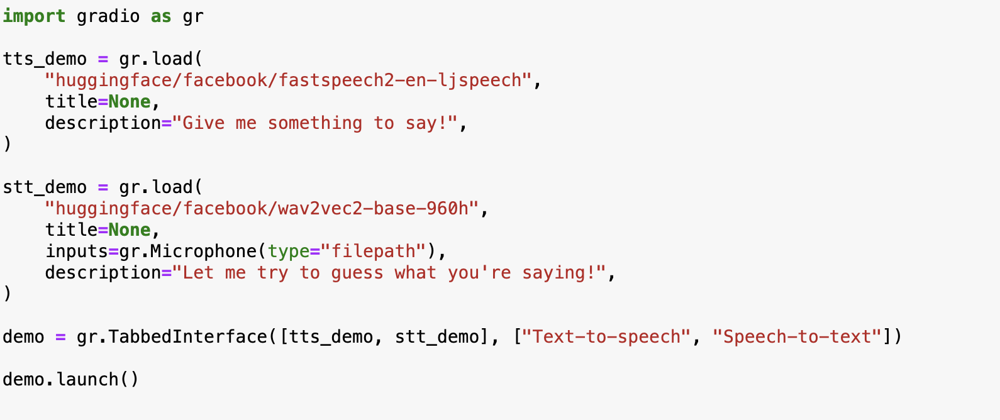 import gradio as gr
tts_demo = gr.load(
    "huggingface/facebook/fastspeech2-en-ljspeech",
    title=None,
    description="Give me something to say!",
)
stt_demo = gr.load(
    "huggingface/facebook/wav2vec2-base-960h",
    title=None,
    inputs=gr.Microphone(type="filepath"),
    description="Let me try to guess what you're saying!",
)
demo = gr.TabbedInterface([tts_demo, stt_demo], ["Text-to-speech", "Speech-to-text"])
demo.launch()